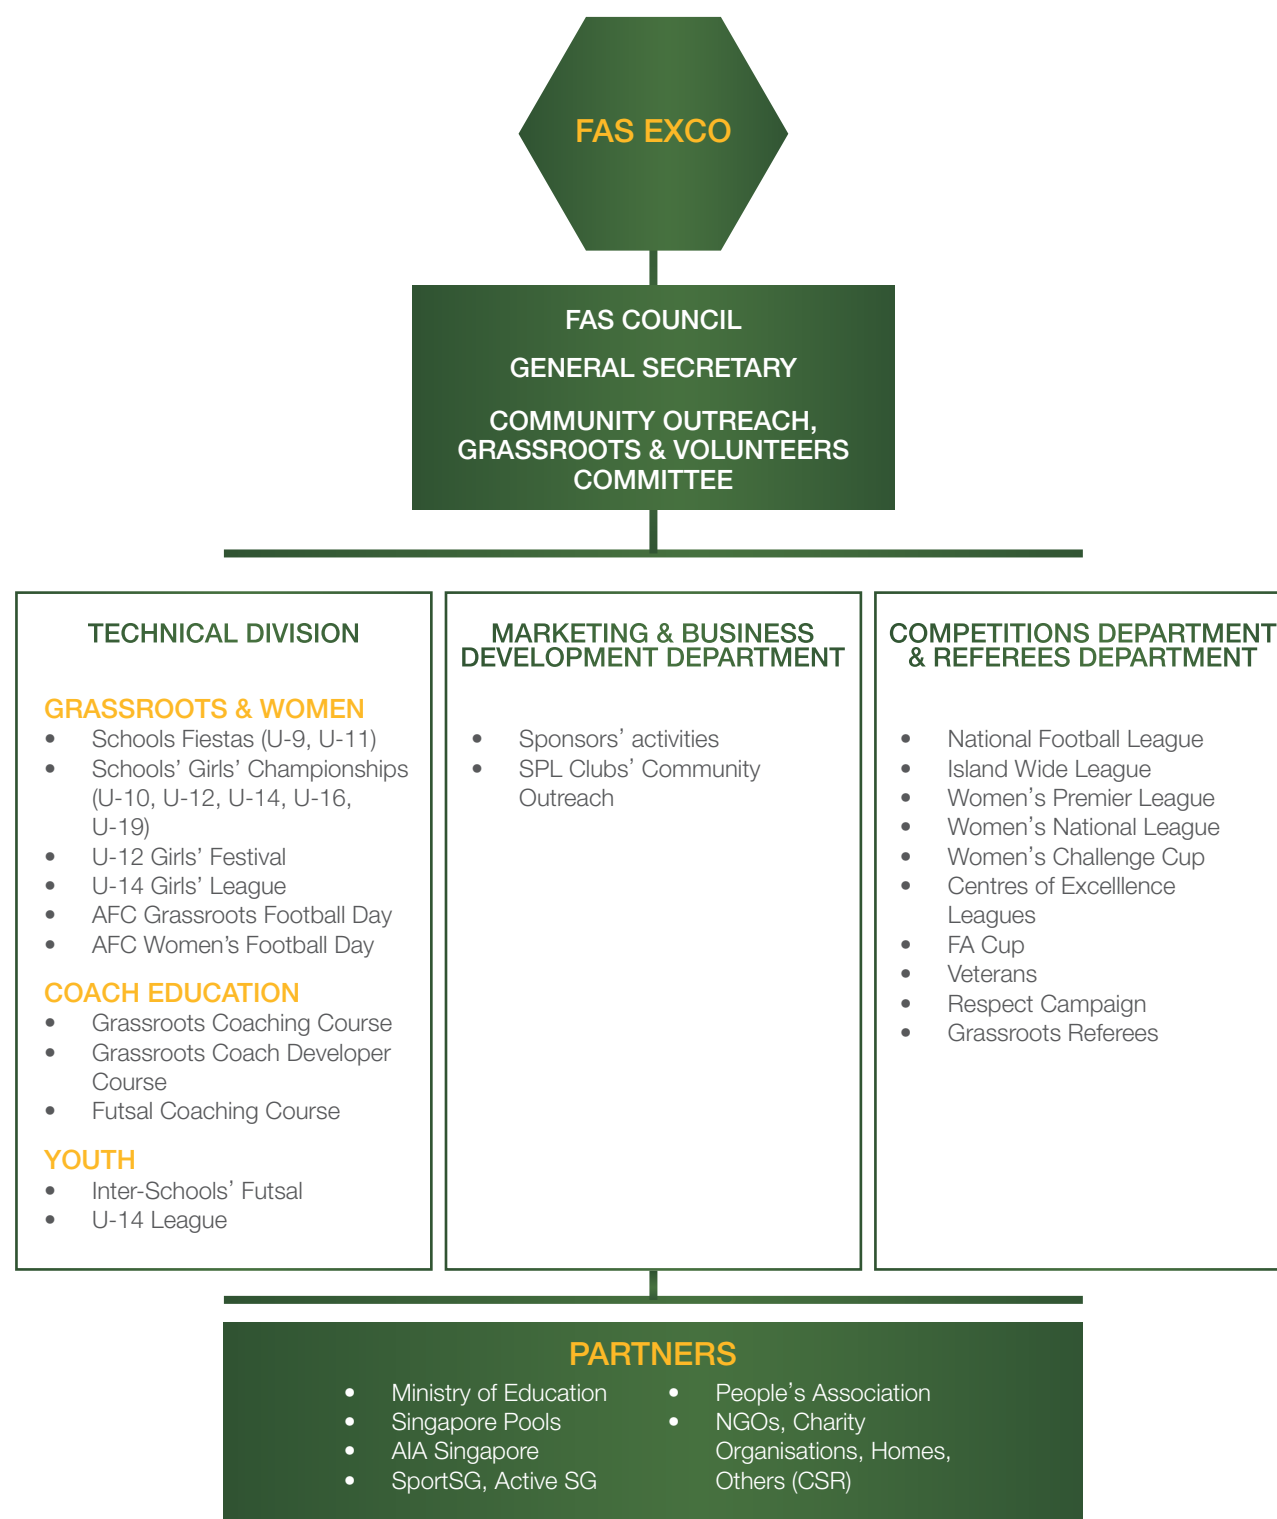 FAS EXCO
FAS COUNCIL
GENERAL SECRETARY
COMMUNITY OUTREACH,
GRASSROOTS & VOLUNTEERS
COMMITTEE
TECHNICAL DIVISION
GRASSROOTS & WOMEN
• Schools Fiestas (U-9, U-11)
• Schools’ Girls’ Championships
(U-10, U-12, U-14, U-16,
U-19)
• U-12 Girls’ Festival
• U-14 Girls’ League
• AFC Grassroots Football Day
• AFC Women’s Football Day
COACH EDUCATION
• Grassroots Coaching Course
• Grassroots Coach Developer
Course
• Futsal Coaching Course
YOUTH
• Inter-Schools’ Futsal
• U-14 League
MARKETING & BUSINESS
DEVELOPMENT DEPARTMENT
• Sponsors’ activities
• SPL Clubs’ Community
Outreach
COMPETITIONS DEPARTMENT
& REFEREES DEPARTMENT
• National Football League
• Island Wide League
• Women’s Premier League
• Women’s National League
• Women’s Challenge Cup
• Centres of Excelllence
Leagues
• FA Cup
• Veterans
• Respect Campaign
• Grassroots Referees
PARTNERS
• Ministry of Education
• Singapore Pools
• AIA Singapore
• SportSG, Active SG
• People’s Association
• NGOs, Charity
Organisations, Homes,
Others (CSR)